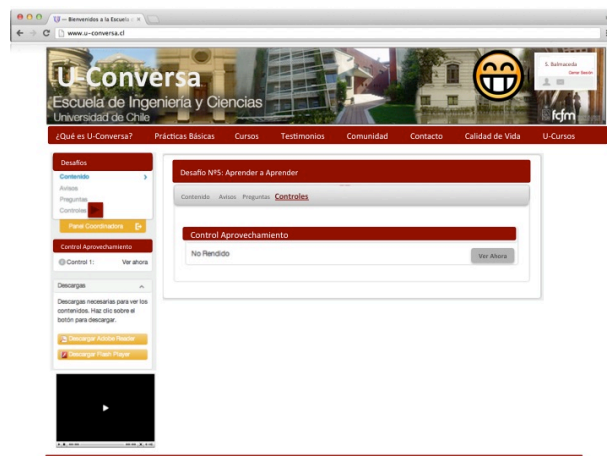 U — Bienvenidos a la Escuela
www.u-conversa.cl
U-Conversa
Escuela de Ingeniería y Ciencias
Universidad de Chile
S. Balmaceda
Cerrar Sesión
fcfm
¿Qué es U-Conversa? Prácticas Básicas Cursos Testimonios Comunidad Contacto Calidad de Vida U-Cursos
Desafíos
Contenido
Avisos
Preguntas
Controles
Panel Coordinadora
Control Aprovechamiento
Control 1: Ver ahora
Descargas
Descargas necesarias para ver los
contenidos. Haz clic sobre el
botón para descargar.
Descargar Adobe Reader
Descargar Flash Player
Desafío Nº5: Aprender a Aprender
Contenido Avisos Preguntas Controles
Control Aprovechamiento
No Rendido
Ver Ahora